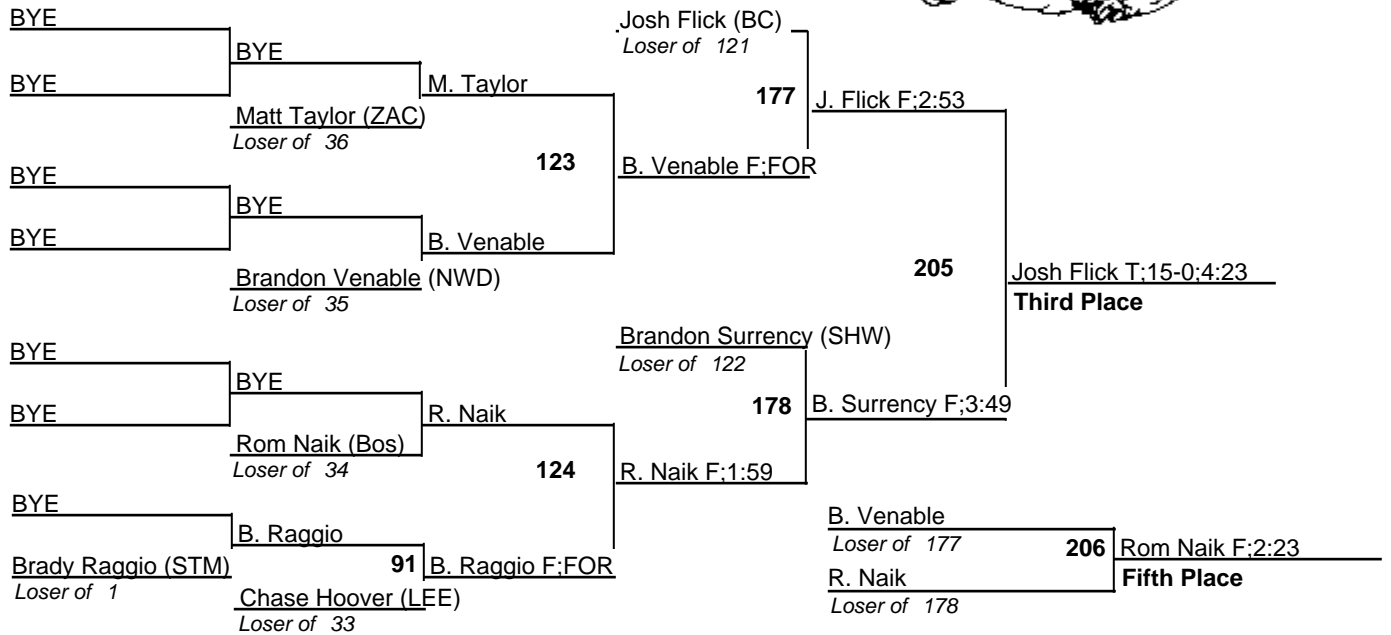 BYE
BYE
BYE
Matt Taylor (ZAC)
Loser of 36
M. Taylor
BYE
BYE
BYE
Brandon Venable (NWD)
Loser of 35
B. Venable
123
B. Venable F;FOR
Josh Flick (BC)
Loser of 121
177
J. Flick F;2:53
BYE
BYE
BYE
Rom Naik (Bos)
Loser of 34
R. Naik
BYE
Brady Raggio (STM)
Loser of 1
B. Raggio
91
Chase Hoover (LEE)
Loser of 33
B. Raggio F;FOR
124
R. Naik F;1:59
Brandon Surrency (SHW)
Loser of 122
178
B. Surrency F;3:49
205
Josh Flick T;15-0;4:23
Third Place
B. Venable
Loser of 177
R. Naik
Loser of 178
206
Rom Naik F;2:23
Fifth Place